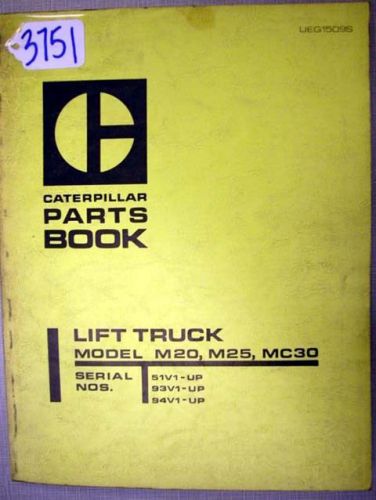 3751
UEG1509S
CATERPILLAR
PARTS
BOOK
LIFT TRUCK
MODEL M20, M25, MC30
SERIAL NOS.
51V1-UP
93V1-UP
94V1-UP